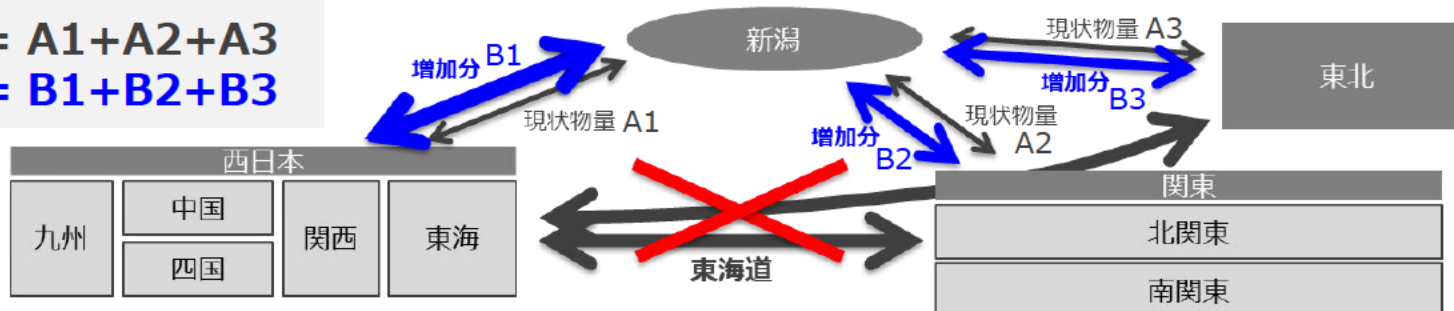 = A1+A2+A3
= B1+B2+B3
新潟
現状物量 A3
増加分 B3
東北
増加分 B1
現状物量 A1
現状物量
A2
増加分 B2
西日本
九州
中国
四国
関西
東海
東海道
関東
北関東
南関東